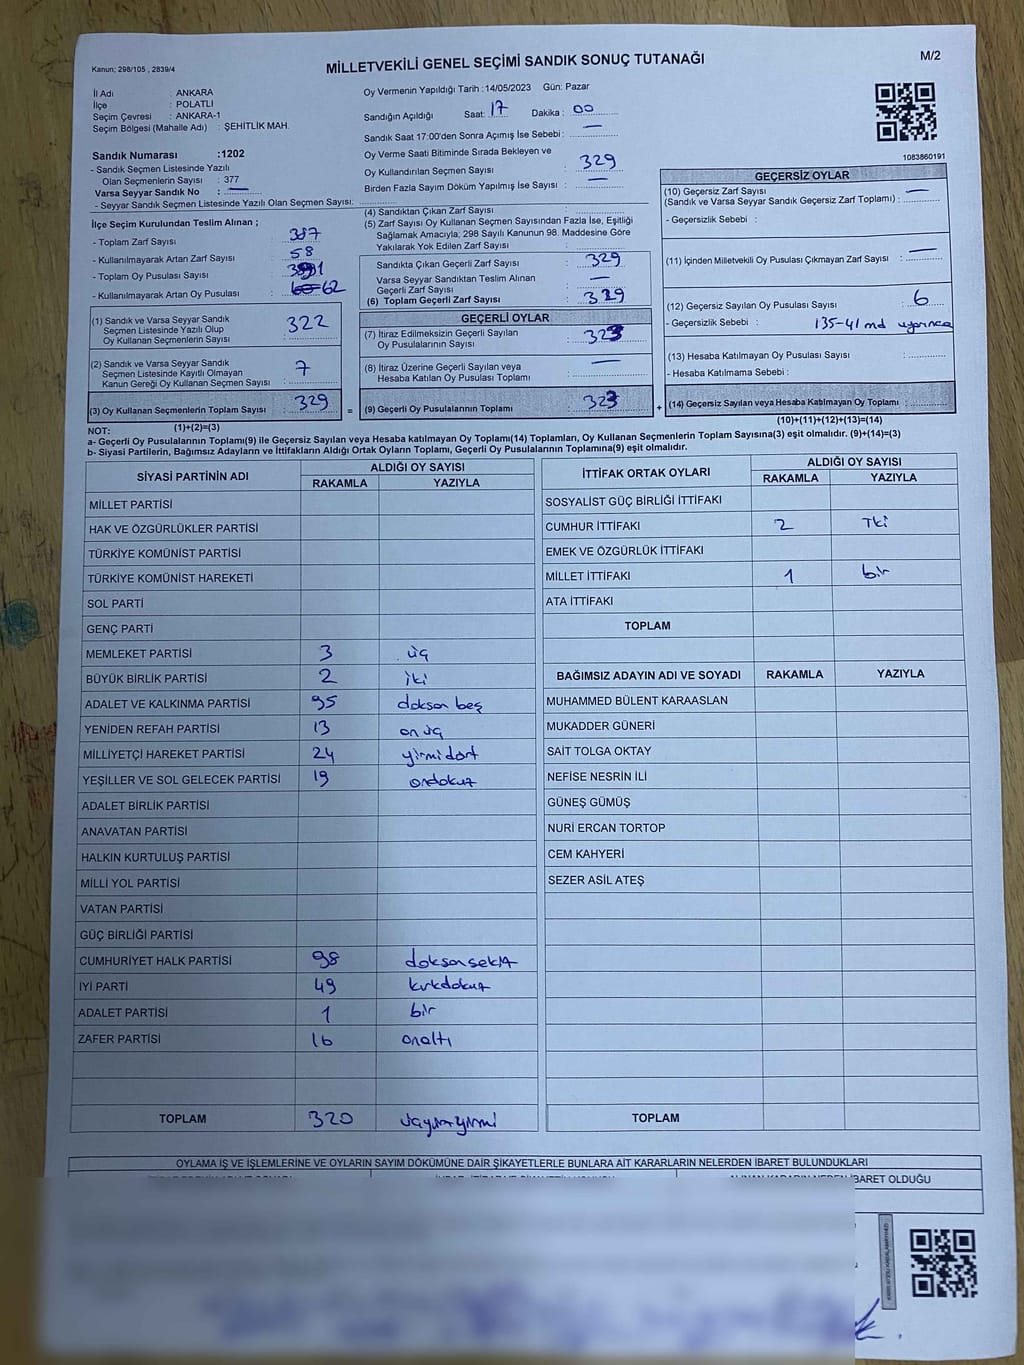 Kanun; 298/105 , 2839/4
MİLLETVEKİLİ GENEL SEÇİMİ SANDIK SONUÇ TUTANAĞI
M/2
İl Adı : ANKARA
İlçe : POLATLI
Seçim Çevresi : ANKARA-1
Seçim Bölgesi (Mahalle Adı) : ŞEHİTLİK MAH.
Sandık Numarası :1202
- Sandık Seçmen Listesinde Yazılı
Olan Seçmenlerin Sayısı : 377
Varsa Seyyar Sandık No : —
- Seyyar Sandık Seçmen Listesinde Yazılı Olan Seçmen Sayısı:
Oy Vermenin Yapıldığı Tarih :14/05/2023 Gün: Pazar
Sandığın Açıldığı Saat: 17 Dakika : 00
Sandık Saat 17:00'den Sonra Açımış İse Sebebi: —
Oy Verme Saati Bitiminde Sırada Bekleyen ve
Oy Kullandırılan Seçmen Sayısı : 329
Birden Fazla Sayım Döküm Yapılmış İse Sayısı : —
1083860191
İlçe Seçim Kurulundan Teslim Alınan ;
- Toplam Zarf Sayısı : 387
- Kullanılmayarak Artan Zarf Sayısı : 58
- Toplam Oy Pusulası Sayısı : 391
- Kullanılmayarak Artan Oy Pusulası : 62
(1) Sandık ve Varsa Seyyar Sandık
Seçmen Listesinde Yazılı Olup
Oy Kullanan Seçmenlerin Sayısı : 322
(2) Sandık ve Varsa Seyyar Sandık
Seçmen Listesinde Kayıtlı Olmayan
Kanun Gereği Oy Kullanan Seçmen Sayısı : 7
(3) Oy Kullanan Seçmenlerin Toplam Sayısı : 329 =
(1)+(2)=(3)
(4) Sandıktan Çıkan Zarf Sayısı :
(5) Zarf Sayısı Oy Kullanan Seçmen Sayısından Fazla İse, Eşitliği
Sağlamak Amacıyla; 298 Sayılı Kanunun 98. Maddesine Göre
Yakılarak Yok Edilen Zarf Sayısı :
Sandıkta Çıkan Geçerli Zarf Sayısı : 329
Varsa Seyyar Sandıktan Teslim Alınan
Geçerli Zarf Sayısı : —
(6) Toplam Geçerli Zarf Sayısı : 329
GEÇERLİ OYLAR
(7) İtiraz Edilmeksizin Geçerli Sayılan
Oy Pusulalarının Sayısı : 323
(8) İtiraz Üzerine Geçerli Sayılan veya
Hesaba Katılan Oy Pusulası Toplamı : —
(9) Geçerli Oy Pusulalarının Toplamı : 323 +
GEÇERSİZ OYLAR
(10) Geçersiz Zarf Sayısı —
(Sandık ve Varsa Seyyar Sandık Geçersiz Zarf Toplamı) :
- Geçersizlik Sebebi :
(11) İçinden Milletvekili Oy Pusulası Çıkmayan Zarf Sayısı : —
(12) Geçersiz Sayılan Oy Pusulası Sayısı : 6
- Geçersizlik Sebebi : 135-41 md uyarınca
(13) Hesaba Katılmayan Oy Pusulası Sayısı :
- Hesaba Katılmama Sebebi :
(14) Geçersiz Sayılan veya Hesaba Katılmayan Oy Toplamı :
(10)+(11)+(12)+(13)=(14)
NOT:
a- Geçerli Oy Pusulalarının Toplamı(9) ile Geçersiz Sayılan veya Hesaba katılmayan Oy Toplamı(14) Toplamları, Oy Kullanan Seçmenlerin Toplam Sayısına(3) eşit olmalıdır. (9)+(14)=(3)
b- Siyasi Partilerin, Bağımsız Adayların ve İttifakların Aldığı Ortak Oyların Toplamı, Geçerli Oy Pusulalarının Toplamına(9) eşit olmalıdır.
SİYASİ PARTİNİN ADI ALDIĞI OY SAYISI
RAKAMLA YAZIYLA
MİLLET PARTİSİ
HAK VE ÖZGÜRLÜKLER PARTİSİ
TÜRKİYE KOMÜNİST PARTİSİ
TÜRKİYE KOMÜNİST HAREKETİ
SOL PARTİ
GENÇ PARTİ
MEMLEKET PARTİSİ 3 üç
BÜYÜK BİRLİK PARTİSİ 2 iki
ADALET VE KALKINMA PARTİSİ 95 doksan beş
YENİDEN REFAH PARTİSİ 13 on üç
MİLLİYETÇİ HAREKET PARTİSİ 24 yirmi dört
YEŞİLLER VE SOL GELECEK PARTİSİ 19 ondokuz
ADALET BİRLİK PARTİSİ
ANAVATAN PARTİSİ
HALKIN KURTULUŞ PARTİSİ
MİLLİ YOL PARTİSİ
VATAN PARTİSİ
GÜÇ BİRLİĞİ PARTİSİ
CUMHURİYET HALK PARTİSİ 98 doksansekiz
İYİ PARTİ 49 kırkdokuz
ADALET PARTİSİ 1 bir
ZAFER PARTİSİ 16 onaltı
TOPLAM 320 üçyüzyirmi
İTTİFAK ORTAK OYLARI ALDIĞI OY SAYISI
RAKAMLA YAZIYLA
SOSYALİST GÜÇ BİRLİĞİ İTTİFAKI
CUMHUR İTTİFAKI 2 İki
EMEK VE ÖZGÜRLÜK İTTİFAKI
MİLLET İTTİFAKI 1 bir
ATA İTTİFAKI
TOPLAM
BAĞIMSIZ ADAYIN ADI VE SOYADI RAKAMLA YAZIYLA
MUHAMMED BÜLENT KARAASLAN
MUKADDER GÜNERİ
SAİT TOLGA OKTAY
NEFİSE NESRİN İLİ
GÜNEŞ GÜMÜŞ
NURİ ERCAN TORTOP
CEM KAHYERİ
SEZER ASİL ATEŞ
TOPLAM
OYLAMA İŞ VE İŞLEMLERİNE VE OYLARIN SAYIM DÖKÜMÜNE DAİR ŞİKAYETLERLE BUNLARA AİT KARARLARIN NELERDEN İBARET BULUNDUKLARI
ALINAN KARARIN NEDEN İBARET OLDUĞU